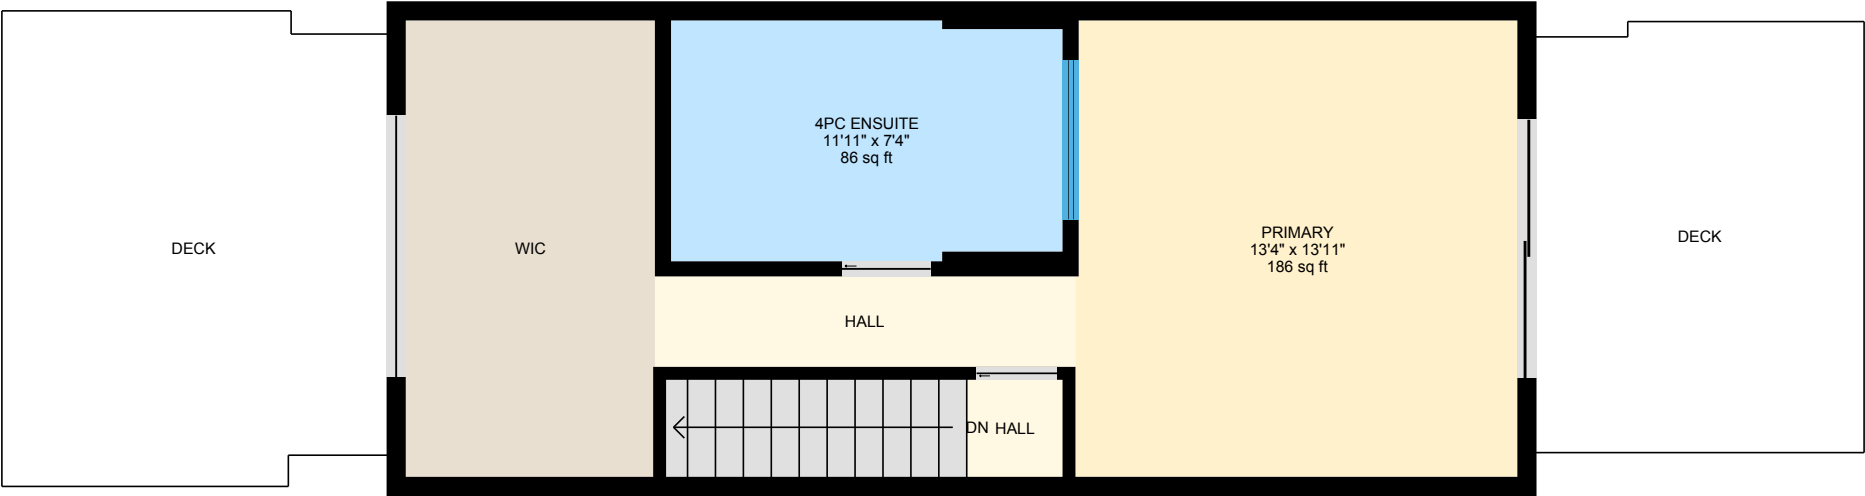 DECK
WIC
4PC ENSUITE
11'11" x 7'4"
86 sq ft
HALL
DN HALL
PRIMARY
13'4" x 13'11"
186 sq ft
DECK